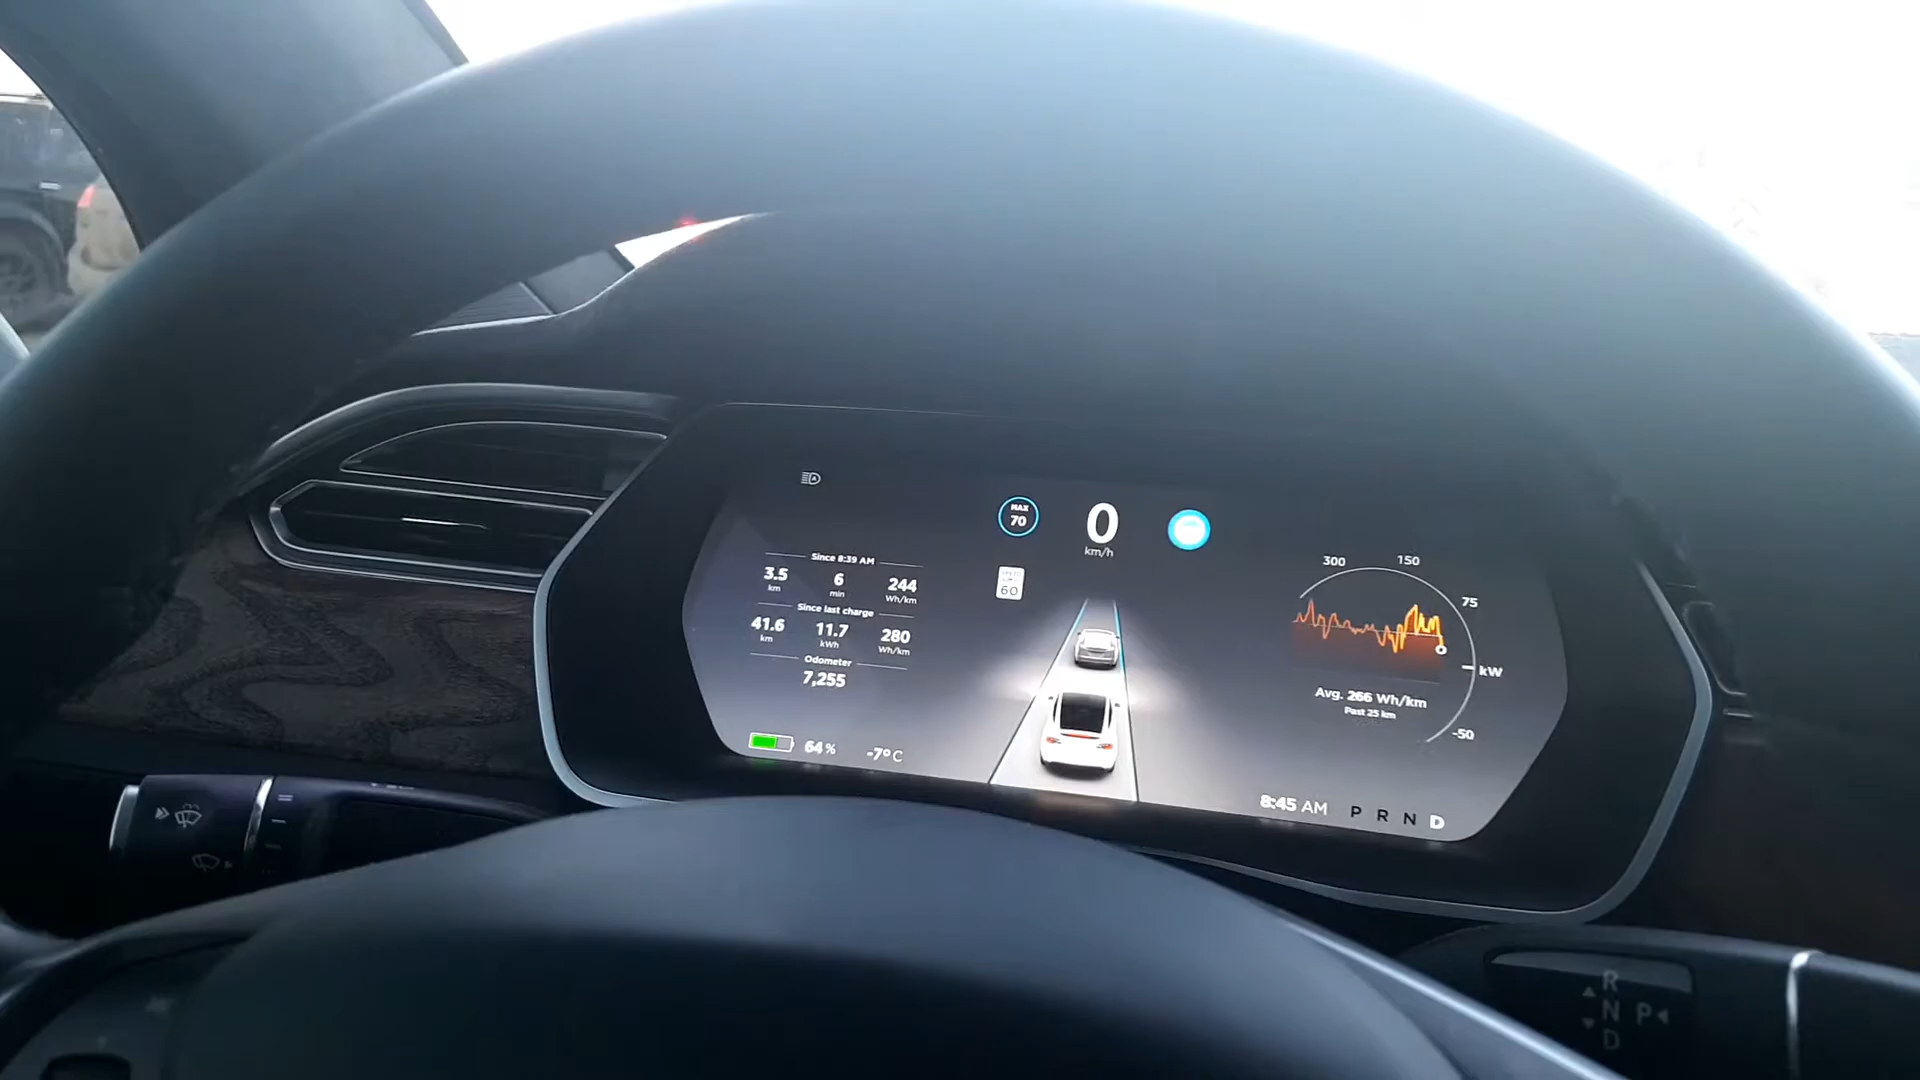 MAX
70
0
km/h
SPEED
LIMIT
60
Since 8:39 AM
3.5 6 244
km min Wh/km
Since last charge
41.6 11.7 280
km kWh Wh/km
Odometer
7,255
64% -7°C
300 150
75
kW
-50
Avg. 266 Wh/km
Past 25 km
8:45 AM P R N D
R
N P
D